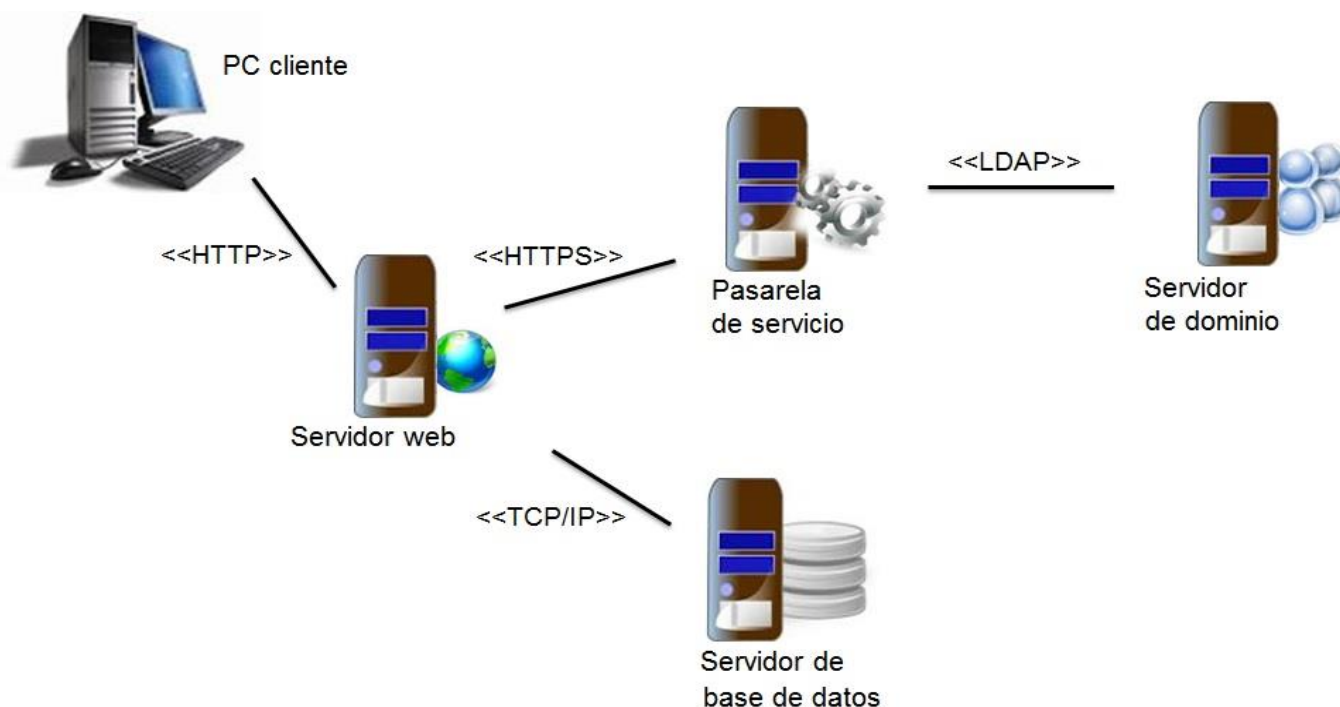 PC cliente
<<LDAP>>
<<HTTP>>
<<HTTPS>>
Pasarela
de servicio
Servidor
de dominio
Servidor web
<<TCP/IP>>
Servidor de
base de datos